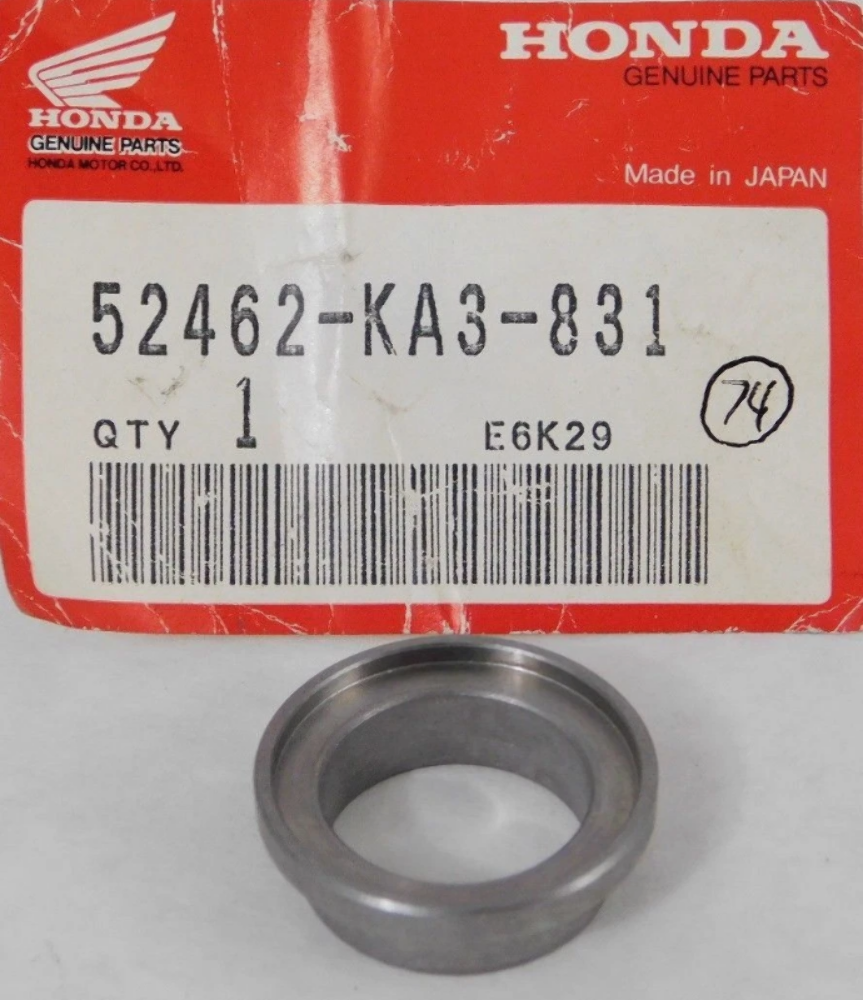 HONDA
GENUINE PARTS
HONDA MOTOR CO.,LTD.
HONDA
GENUINE PARTS
Made in JAPAN
52462-KA3-831
QTY 1 E6K29
74